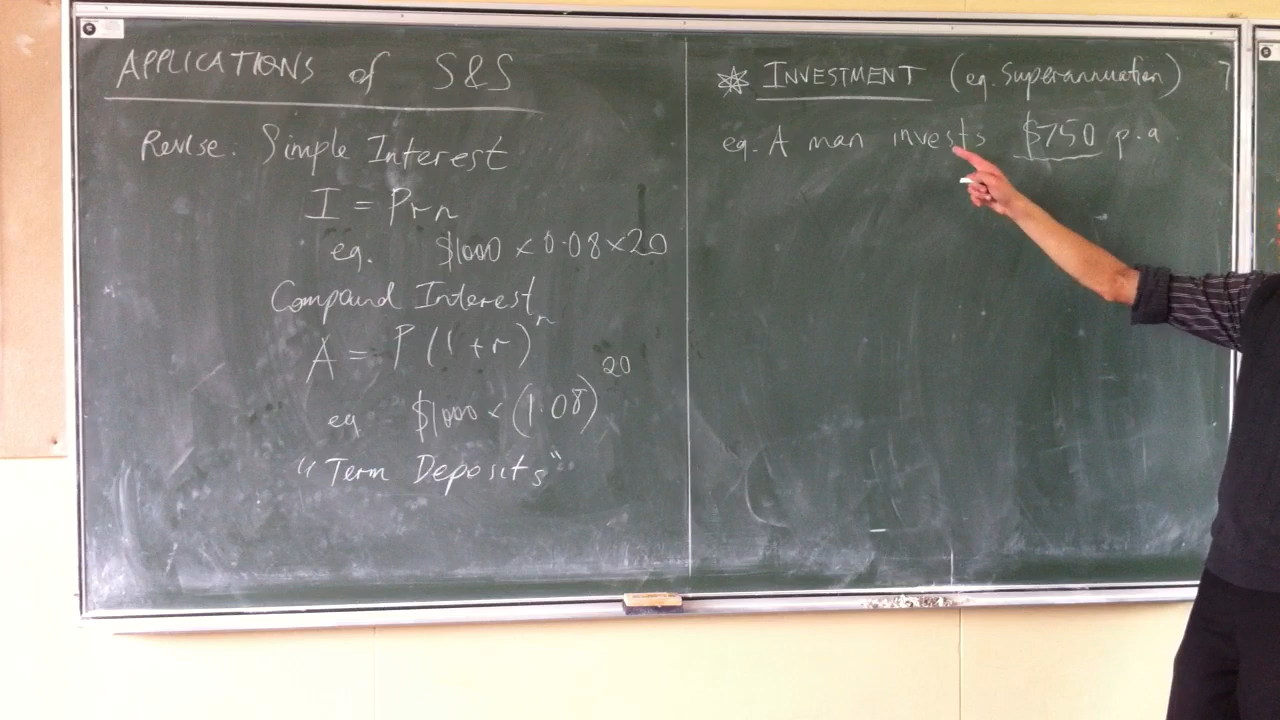 APPLICATIONS of S&S
Revise: Simple Interest
I = Prn
eg. $1000 × 0.08 × 20
Compound Interest
A = P(1+r)ⁿ
eg $1000 × (1.08)²⁰
"Term Deposits"
✡ INVESTMENT (eg. Superannuation)
eg. A man invests $750 p.a